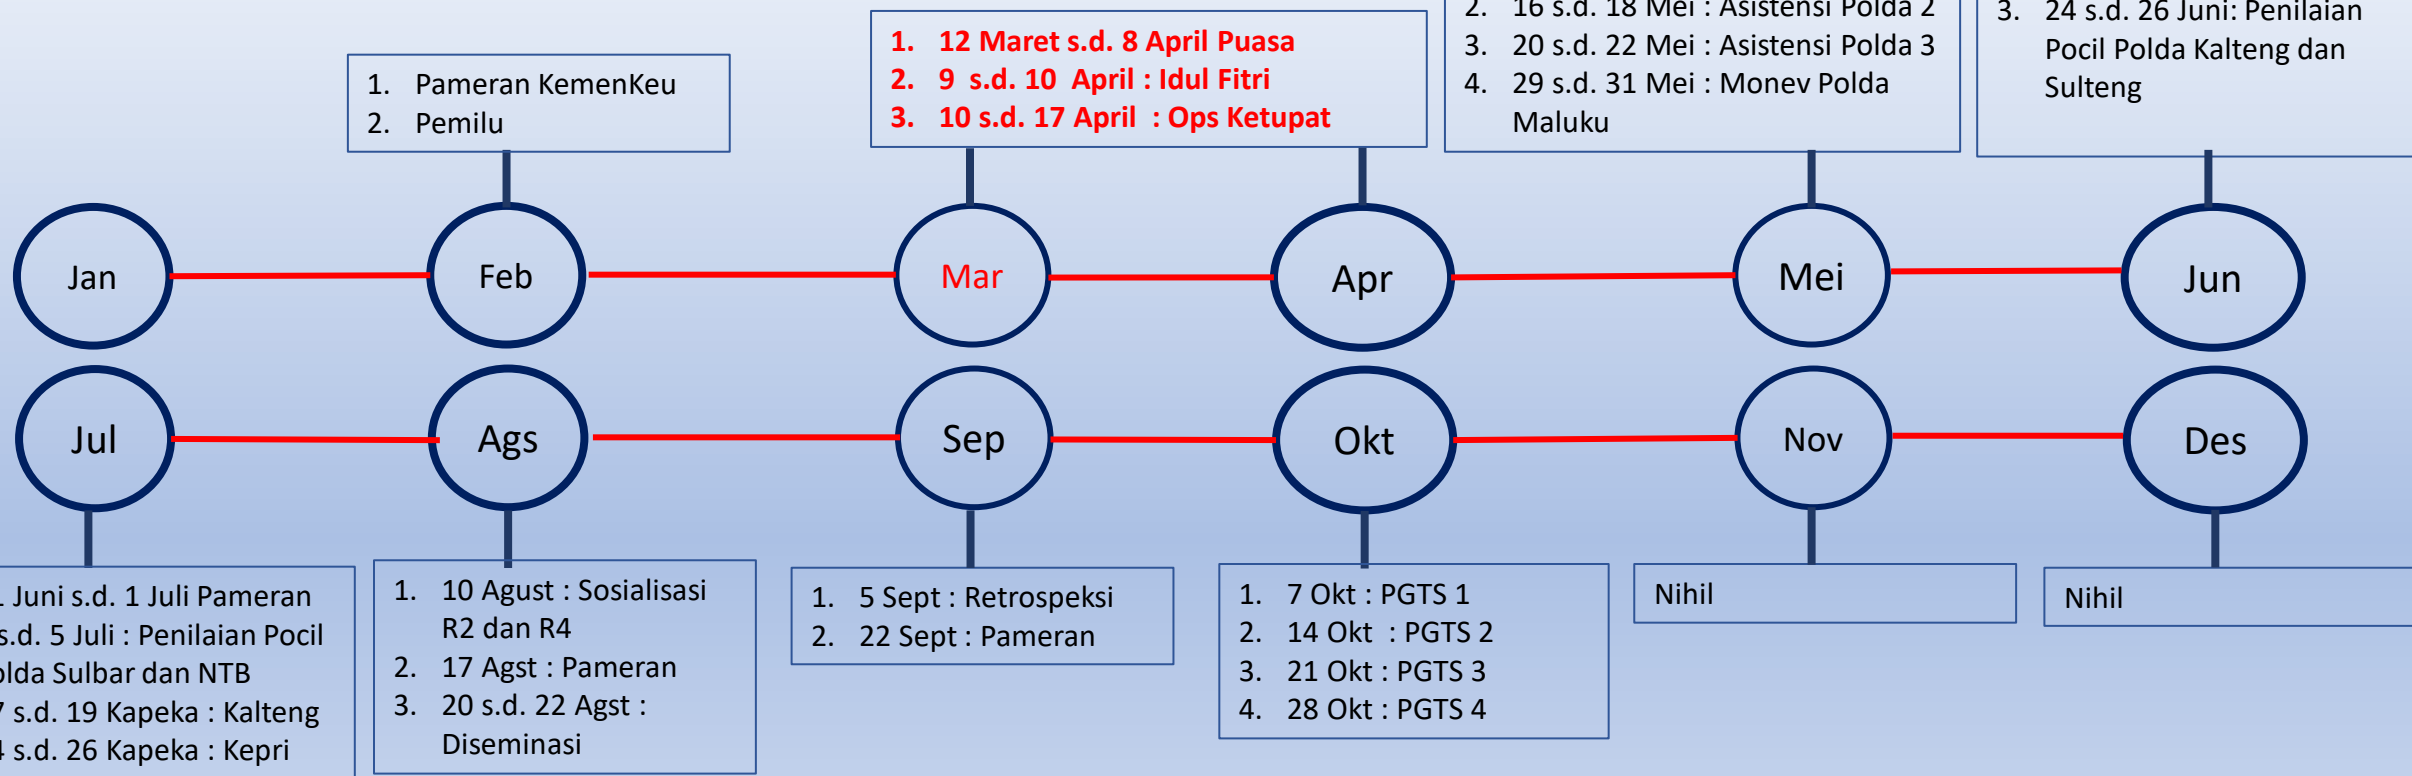 1. Pameran KemenKeu
2. Pemilu
1. 12 Maret s.d. 8 April Puasa
2. 9 s.d. 10 April : Idul Fitri
3. 10 s.d. 17 April : Ops Ketupat
2. 16 s.d. 18 Mei : Asistensi Polda 2
3. 20 s.d. 22 Mei : Asistensi Polda 3
4. 29 s.d. 31 Mei : Monev Polda
Maluku
3. 24 s.d. 26 Juni: Penilaian
Pocil Polda Kalteng dan
Sulteng
Jan
Feb
Mar
Apr
Mei
Jun
Jul
Ags
Sep
Okt
Nov
Des
Juni s.d. 1 Juli Pameran
s.d. 5 Juli : Penilaian Pocil
olda Sulbar dan NTB
s.d. 19 Kapeka : Kalteng
s.d. 26 Kapeka : Kepri
1. 10 Agust : Sosialisasi
R2 dan R4
2. 17 Agst : Pameran
3. 20 s.d. 22 Agst :
Diseminasi
1. 5 Sept : Retrospeksi
2. 22 Sept : Pameran
1. 7 Okt : PGTS 1
2. 14 Okt : PGTS 2
3. 21 Okt : PGTS 3
4. 28 Okt : PGTS 4
Nihil
Nihil